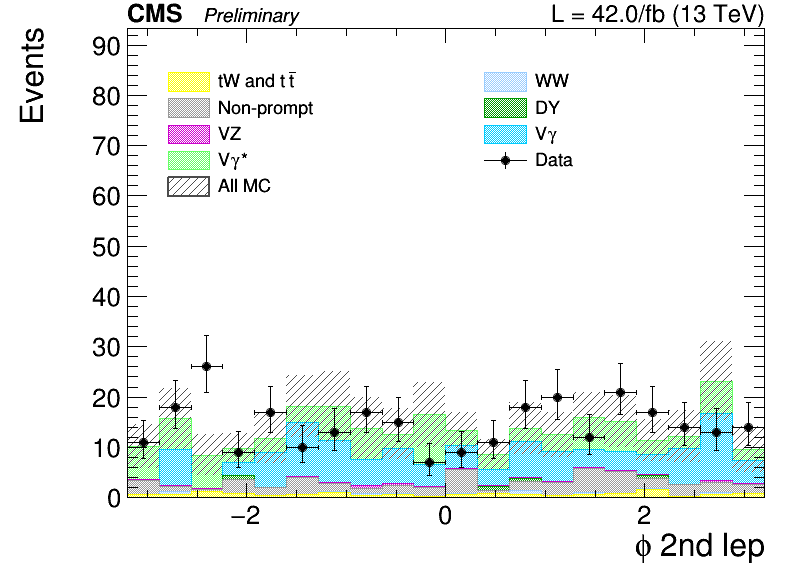 CMS Preliminary L = 42.0/fb (13 TeV)
Events
90
80
70
60
50
40
30
20
10
0
tW and t t̅
Non-prompt
VZ
Vγ*
All MC
WW
DY
Vγ
Data
−2 0 2
ϕ 2nd lep